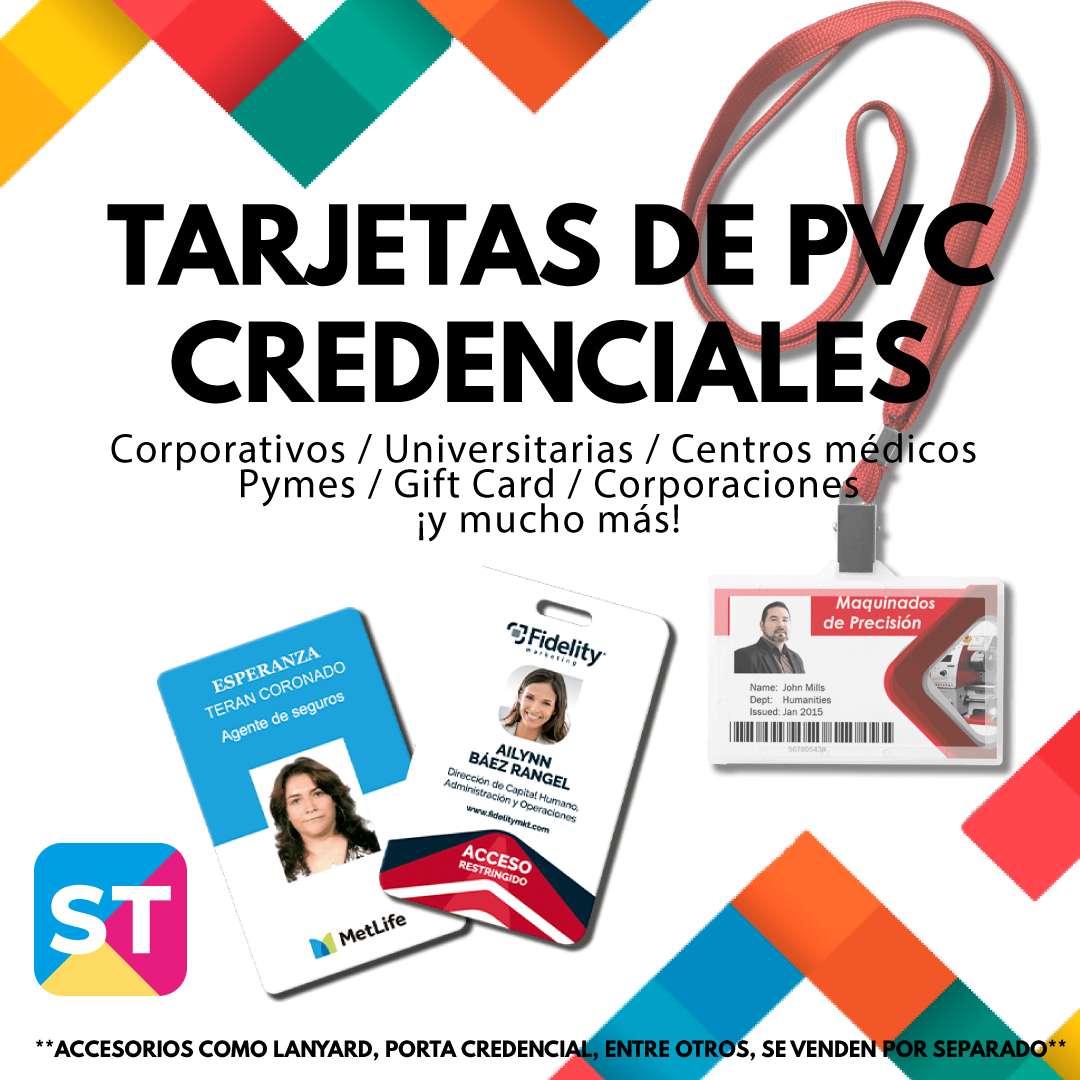 TARJETAS DE PVC
CREDENCIALES
Corporativos / Universitarias / Centros médicos
Pymes / Gift Card / Corporaciones
¡y mucho más!
ESPERANZA
TERAN CORONADO
Agente de seguros
MetLife
Fidelity
marketing
AILYNN
BÁEZ RANGEL
Dirección de Capital Humano,
Administración y Operaciones
www.fidelitymkt.com
ACCESO
RESTRINGIDO
Maquinados
de Precisión
Name: John Mills
Dept: Humanities
Issued: Jan 2015
ST
**ACCESORIOS COMO LANYARD, PORTA CREDENCIAL, ENTRE OTROS, SE VENDEN POR SEPARADO**